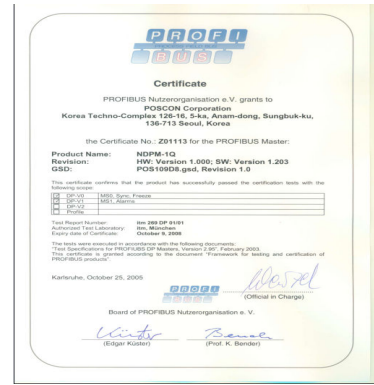 PROFI
BUS
Certificate
PROFIBUS Nutzerorganisation e.V. grants to
POSCON Corporation
Korea Techno-Complex 126-16, 5-ka, Anam-dong, Sungbuk-ku,
136-713 Seoul, Korea
the Certificate No.: Z01113 for the PROFIBUS Master:
Product Name: NDPM-1Q
Revision: HW: Version 1.000; SW: Version 1.203
GSD: POS109D8.gsd, Revision 1.0
This certificate confirms that the product has successfully passed the certification tests with the
following scope:
DP-V0 MS0, Sync, Freeze
DP-V1 MS1, Alarms
DP-V2
Profile
Test Report Number: itm 269 DP 01/01
Authorized Test Laboratory: itm, München
Expiry date of Certificate: October 9, 2008
The tests were executed in accordance with the following documents:
"Test Specifications for PROFIUBS DP Masters, Version 2.95", February 2003.
This certificate is granted according to the document "Framework for testing and certification of
PROFIBUS products".
Karlsruhe, October 25, 2005
PROFI
BUS
(Official in Charge)
Board of PROFIBUS Nutzerorganisation e. V.
(Edgar Küster) (Prof. K. Bender)